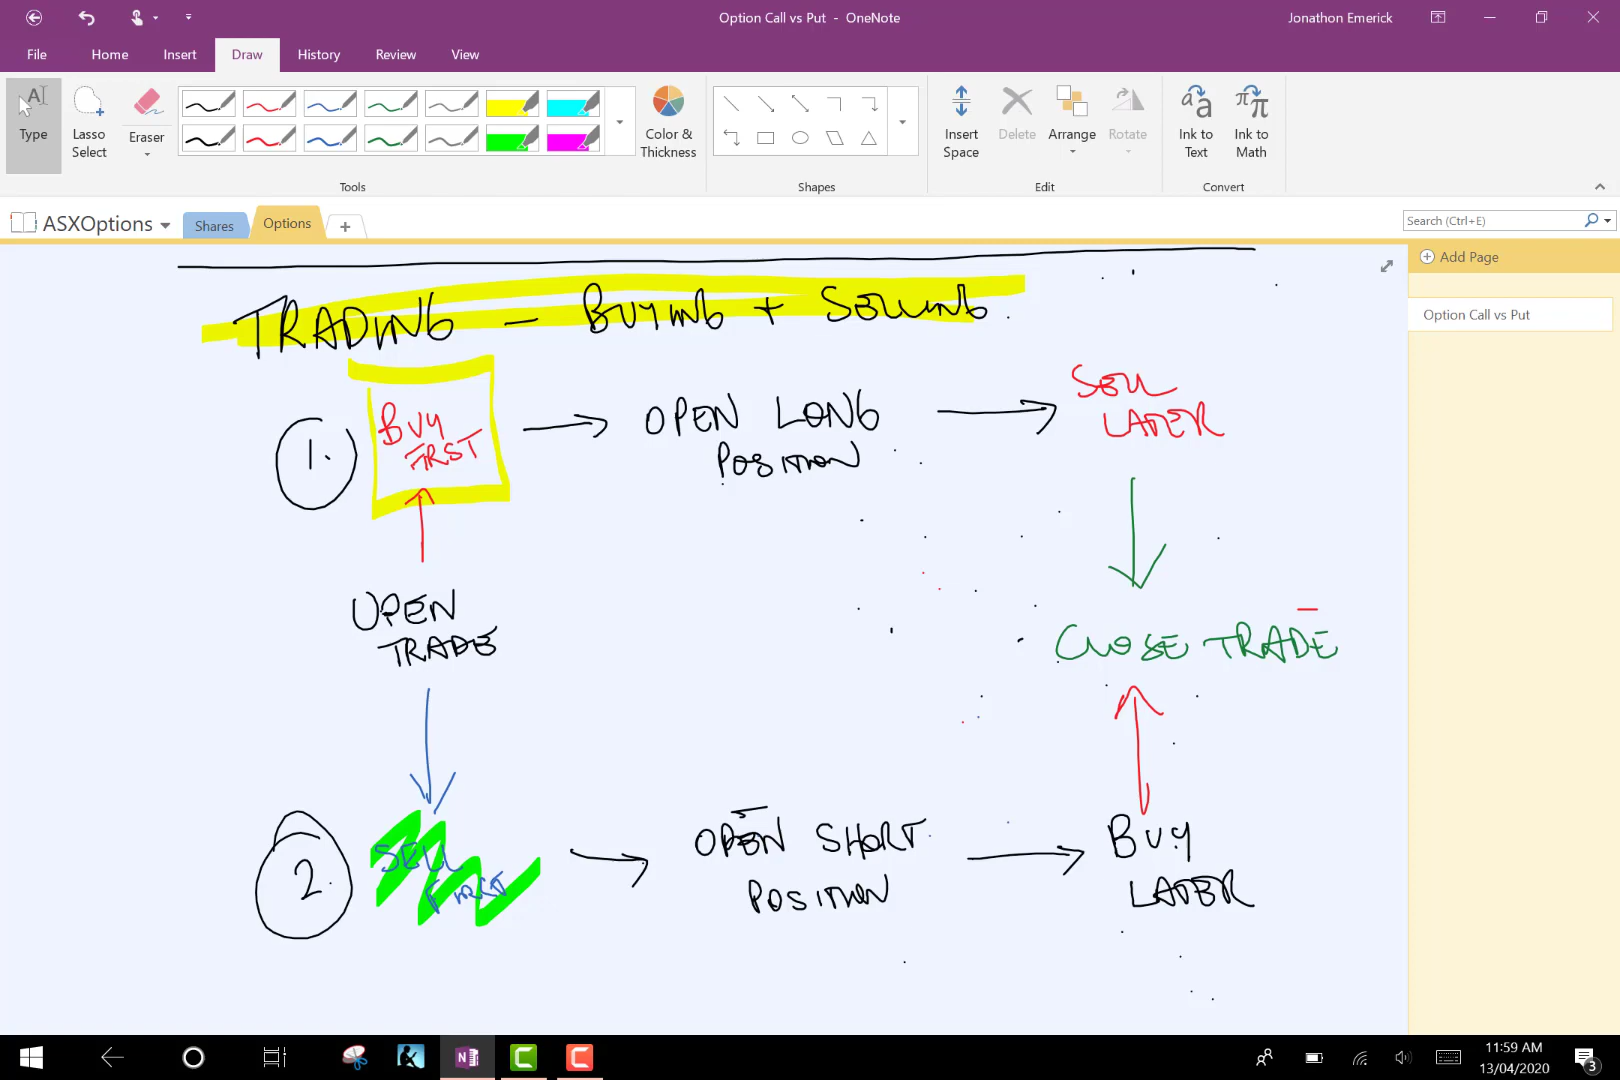 Option Call vs Put - OneNote
Jonathon Emerick
File Home Insert Draw History Review View
Type
Lasso Select
Eraser
Color & Thickness
Insert Space
Delete
Arrange
Rotate
Ink to Text
Ink to Math
Tools
Shapes
Edit
Convert
ASXOptions
Shares
Options
Search (Ctrl+E)
Add Page
Option Call vs Put
TRADING - BUYING + SELLING
1.
BUY
FIRST
OPEN LONG
POSITION
SELL
LATER
OPEN
TRADE
CLOSE TRADE
2.
SELL
FIRST
OPEN SHORT
POSITION
BUY
LATER
11:59 AM
13/04/2020
3